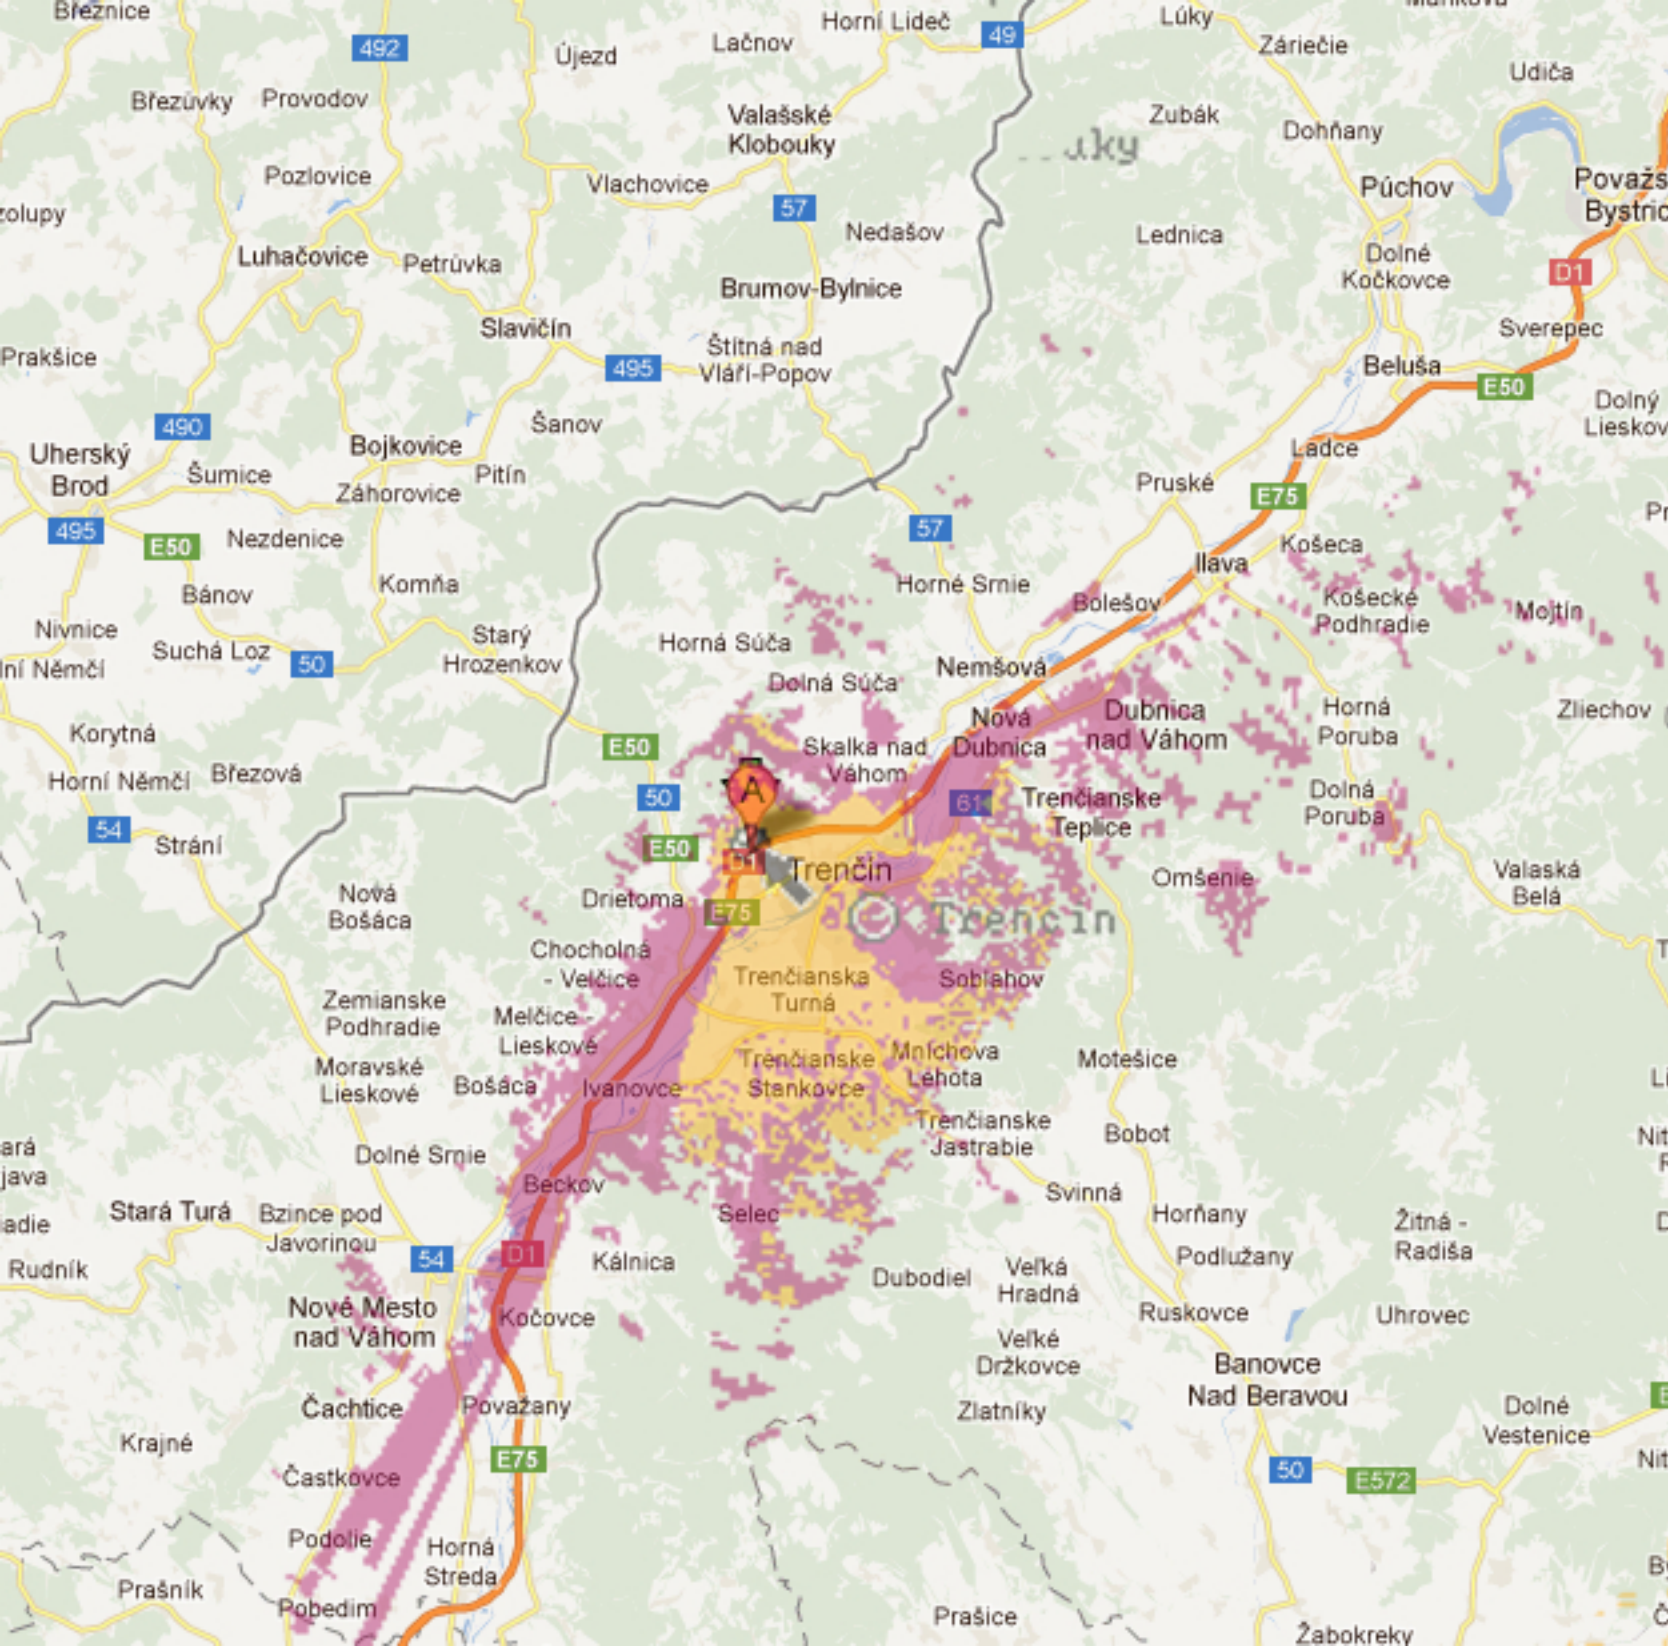 Březnice
492
Újezd
Lačnov
Horní Lideč
49
Lúky
Záriečie
Udiča
Březůvky
Provodov
Valašské
Klobouky
Zubák
Dohňany
Pozlovice
Vlachovice
57
Nedašov
Lednica
Púchov
Luhačovice
Petrůvka
Brumov-Bylnice
Dolné
Kočkovce
D1
Prakšice
Slavičín
495
Štítná nad
Vláří-Popov
Sverepec
Beluša
E50
490
Šanov
Dolný
Uherský
Brod
Šumice
Bojkovice
Pitín
Záhorovice
Ladce
Pruské
E75
495
E50
Nezdenice
57
Košeca
Ilava
Bánov
Komňa
Horné Srnie
Bolešov
Košecké
Podhradie
Mojtín
Nivnice
Suchá Loz
50
Starý
Hrozenkov
Horná Súča
Nemšová
Dolná Súča
Korytná
Nová
Dubnica
Dubnica
nad Váhom
Horná
Poruba
Zliechov
Horní Němčí
Březová
E50
Skalka nad
Váhom
50
A
61
Trenčianske
Teplice
Dolná
Poruba
54
Strání
E50
D1
Trenčín
Omšenie
Valaská
Belá
Nová
Bošáca
Drietoma
E75
Trencin
Chocholná
- Velčice
Trenčianska
Turná
Soblahov
Zemianske
Podhradie
Melčice -
Lieskové
Moravské
Lieskové
Bošáca
Ivanovce
Trenčianske
Stankovce
Mníchova
Lehota
Motešice
Dolné Srnie
Trenčianske
Jastrabie
Bobot
Beckov
Svinná
Stará Turá
Bzince pod
Javorinou
Selec
Horňany
Žitná -
Radiša
54
D1
Kálnica
Dubodiel
Veľká
Hradná
Podlužany
Rudník
Nové Mesto
nad Váhom
Kočovce
Ruskovce
Uhrovec
Veľké
Držkovce
Banovce
Nad Beravou
Čachtice
Považany
Zlatníky
Dolné
Vestenice
Krajné
E75
Častkovce
50
E572
Podolie
Horná
Streda
Prašník
Pobedim
Prašice
Žabokreky